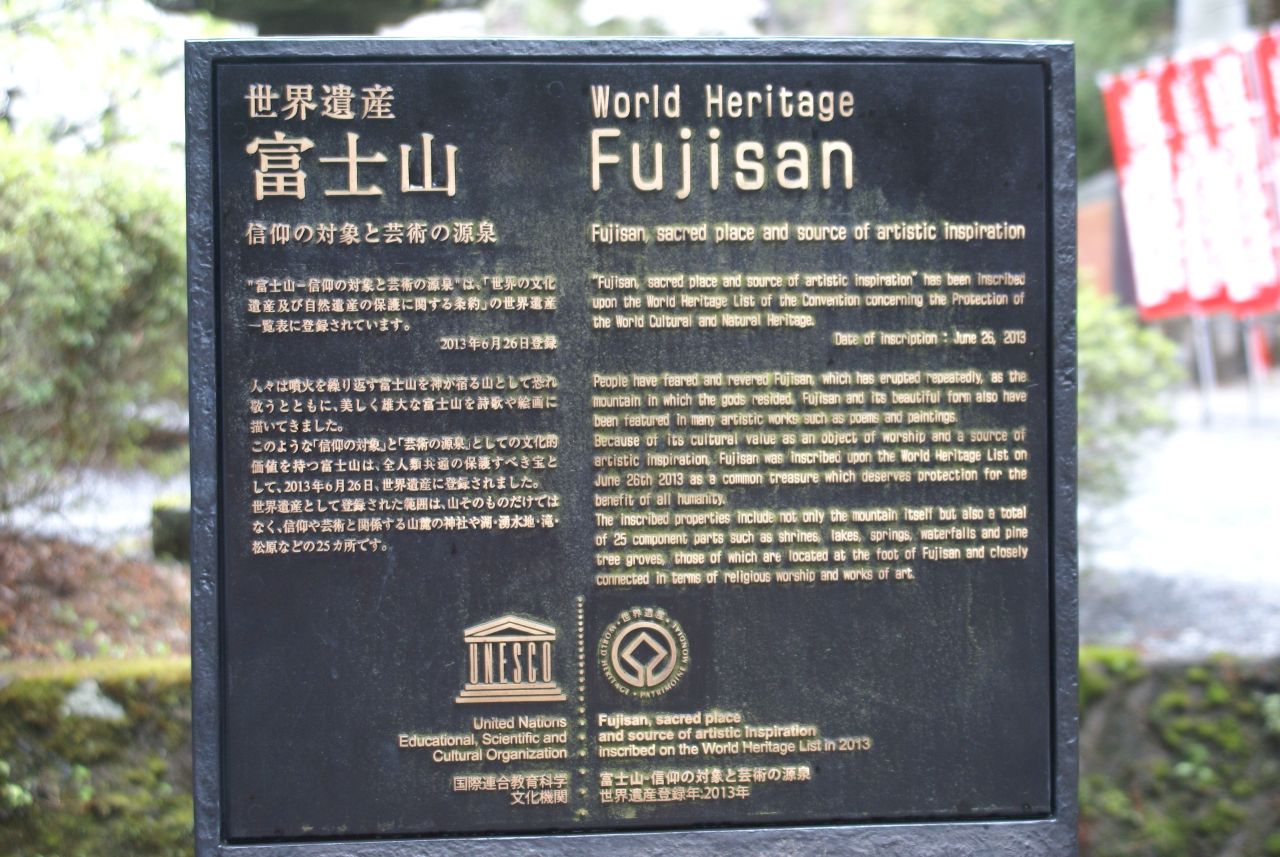 世界遺産
富士山
信仰の対象と芸術の源泉
"富士山－信仰の対象と芸術の源泉"は、「世界の文化
遺産及び自然遺産の保護に関する条約」の世界遺産
一覧表に登録されています。
2013年6月26日登録
人々は噴火を繰り返す富士山を神が宿る山として恐れ
敬うとともに、美しく雄大な富士山を詩歌や絵画に
描いてきました。
このような「信仰の対象」と「芸術の源泉」としての文化的
価値を持つ富士山は、全人類共通の保護すべき宝と
して、2013年6月26日、世界遺産に登録されました。
世界遺産として登録された範囲は、山そのものだけでは
なく、信仰や芸術と関係する山麓の神社や湖・湧水地・滝・
松原などの25カ所です。
World Heritage
Fujisan
Fujisan, sacred place and source of artistic inspiration
"Fujisan, sacred place and source of artistic inspiration" has been inscribed
upon the World Heritage List of the Convention concerning the Protection of
the World Cultural and Natural Heritage.
Date of inscription : June 26, 2013
People have feared and revered Fujisan, which has erupted repeatedly, as the
mountain in which the gods resided. Fujisan and its beautiful form also have
been featured in many artistic works such as poems and paintings.
Because of its cultural value as an object of worship and a source of
artistic inspiration, Fujisan was inscribed upon the World Heritage List on
June 26th 2013 as a common treasure which deserves protection for the
benefit of all humanity.
The inscribed properties include not only the mountain itself but also a total
of 25 component parts such as shrines, lakes, springs, waterfalls and pine
tree groves, those of which are located at the foot of Fujisan and closely
connected in terms of religious worship and works of art.
UNESCO
United Nations
Educational, Scientific and
Cultural Organization
国際連合教育科学
文化機関
・世界遺産・
WORLD HERITAGE • PATRIMOINE MONDIAL
Fujisan, sacred place
and source of artistic inspiration
inscribed on the World Heritage List in 2013
富士山-信仰の対象と芸術の源泉
世界遺産登録年:2013年